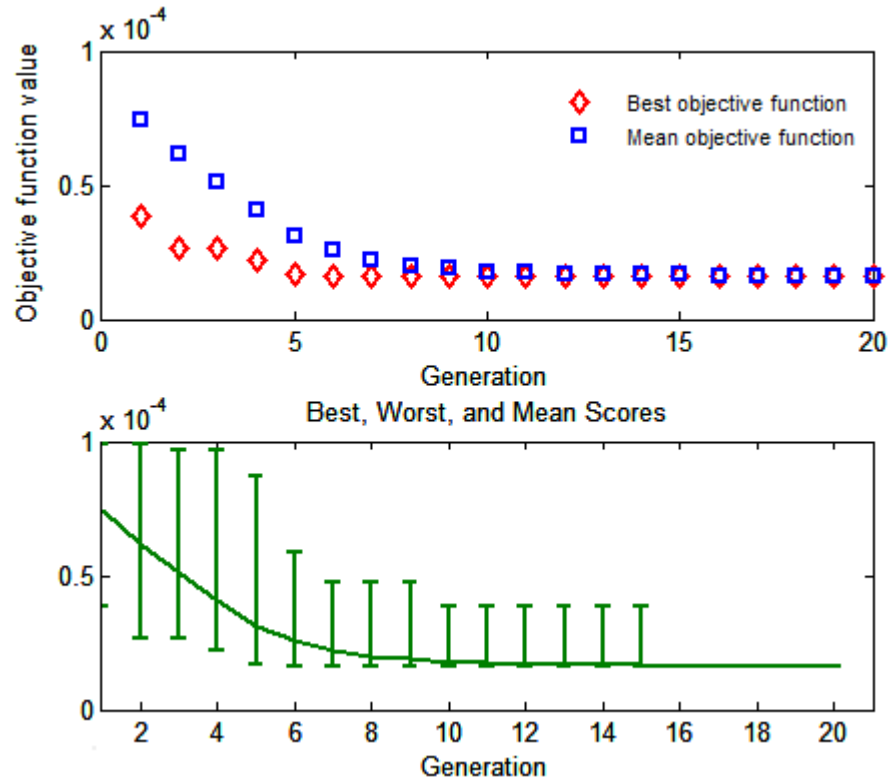 x 10^-4
1
0.5
0
Objective function value
Best objective function
Mean objective function
0 5 10 15 20
Generation
Best, Worst, and Mean Scores
x 10^-4
1
0.5
0
2 4 6 8 10 12 14 16 18 20
Generation